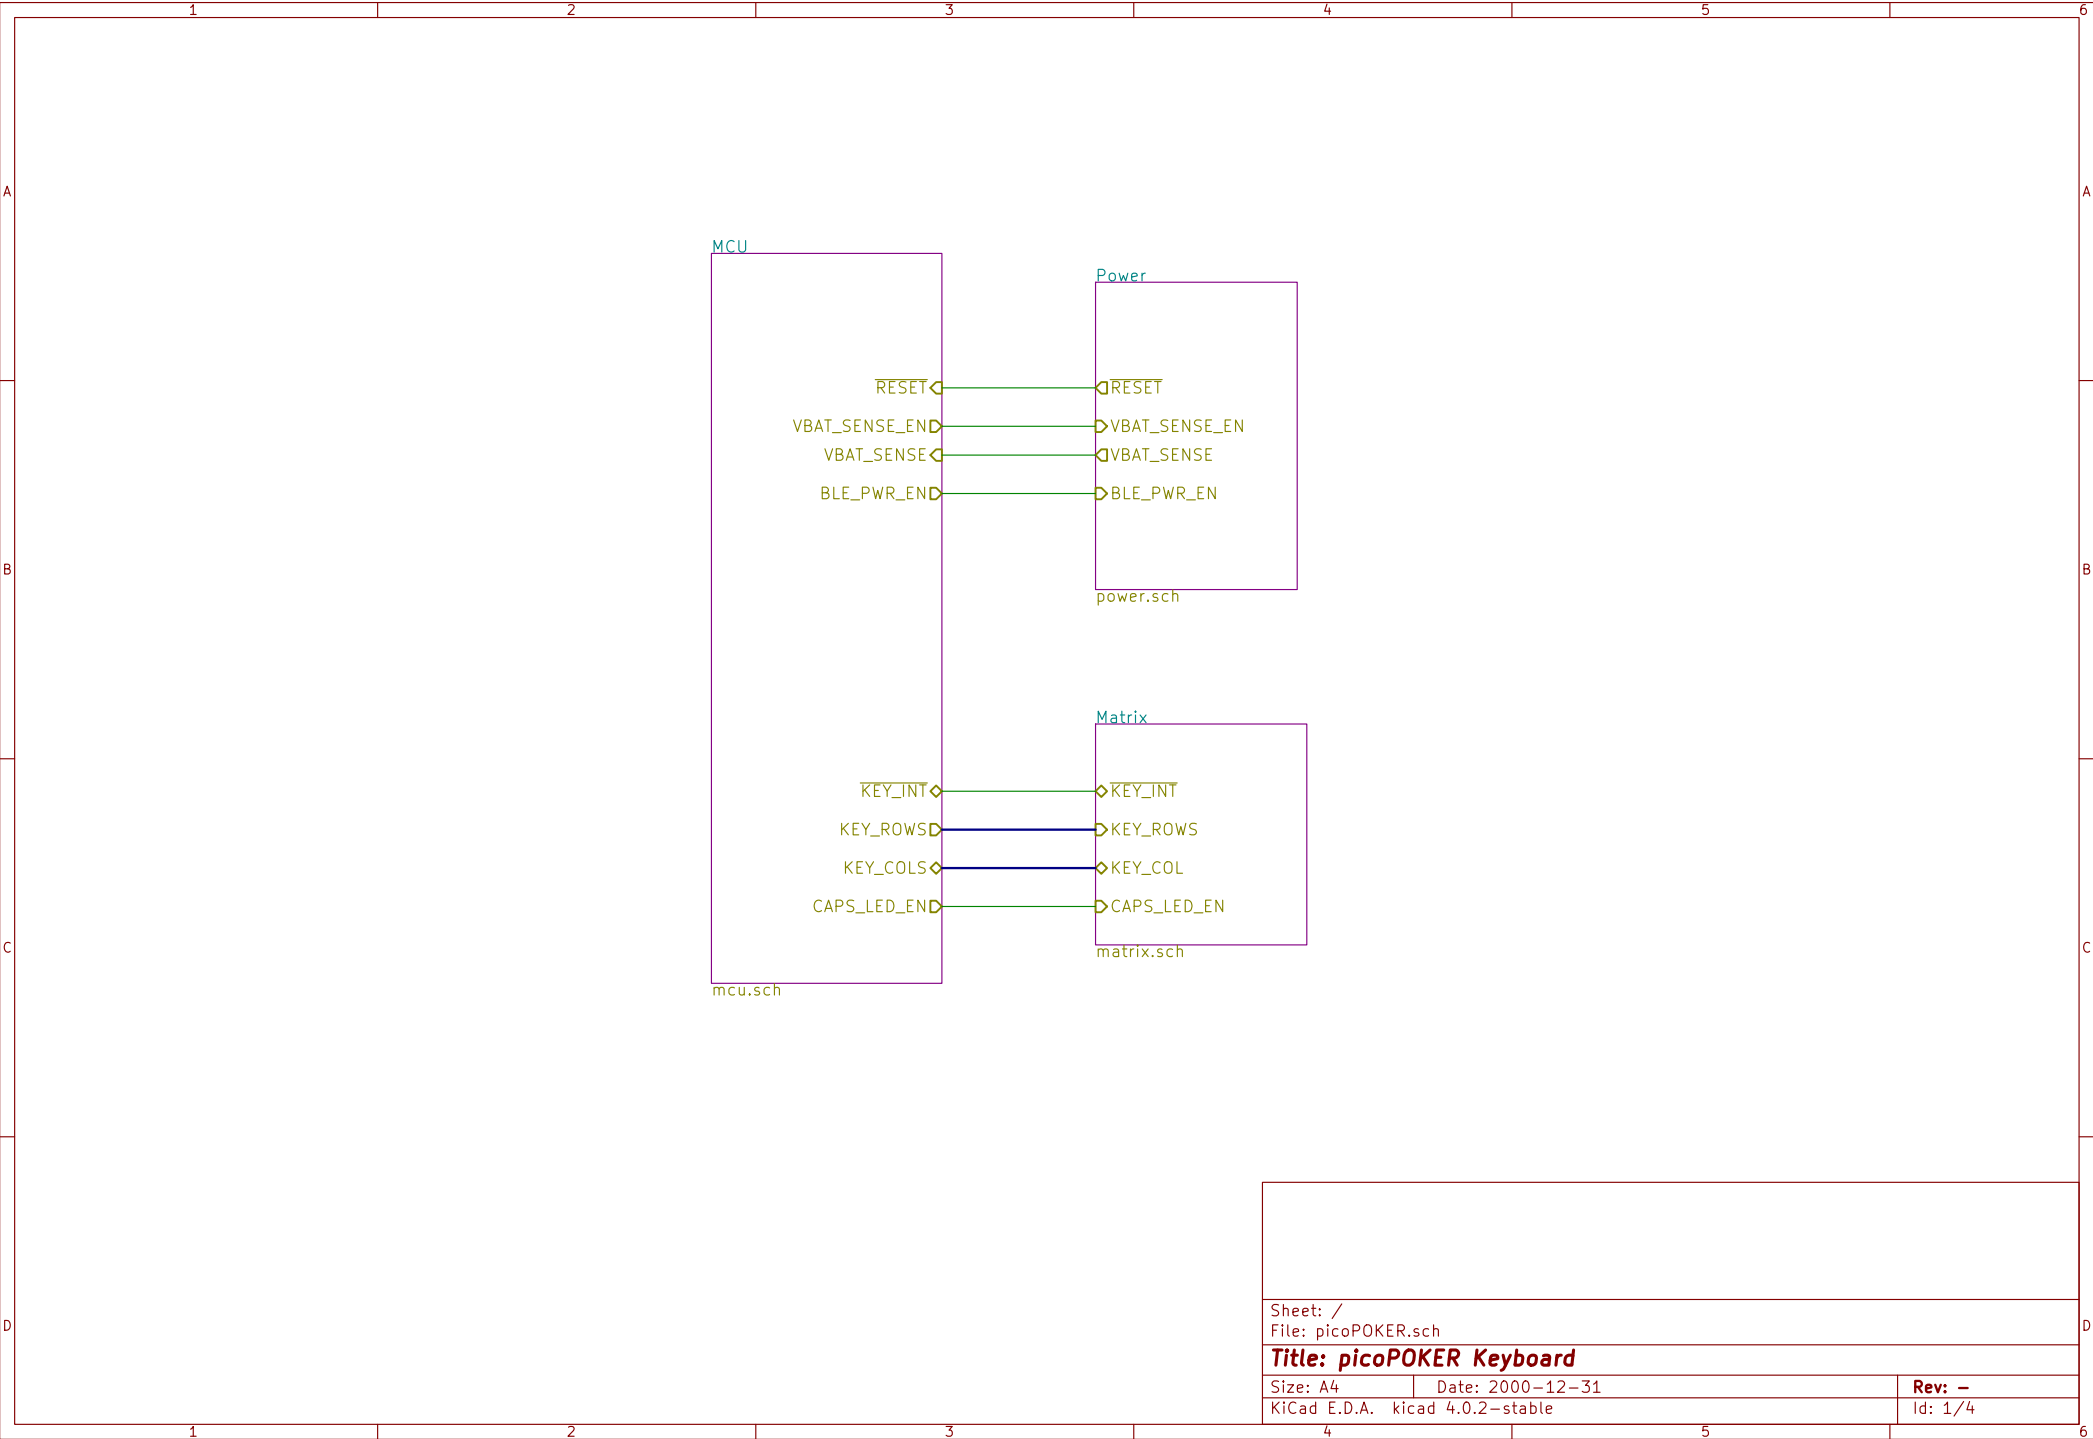 1 2 3 4 5 6
A A
MCU
Power
RESET RESET
VBAT_SENSE_EN VBAT_SENSE_EN
VBAT_SENSE VBAT_SENSE
BLE_PWR_EN BLE_PWR_EN
B B
power.sch
Matrix
KEY_INT KEY_INT
KEY_ROWS KEY_ROWS
KEY_COLS KEY_COL
CAPS_LED_EN CAPS_LED_EN
C C
matrix.sch
mcu.sch
Sheet: /
D D
File: picoPOKER.sch
Title: picoPOKER Keyboard
Size: A4 Date: 2000-12-31 Rev: -
KiCad E.D.A. kicad 4.0.2-stable Id: 1/4
1 2 3 4 5 6